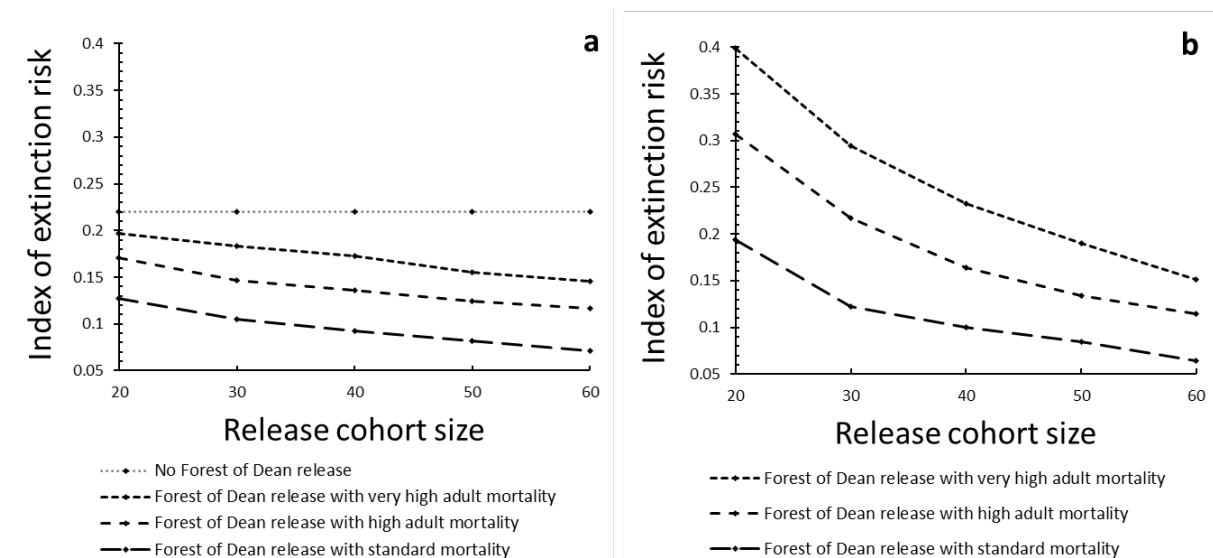 a
0.4
0.35
0.3
0.25
0.2
0.15
0.1
0.05
Index of extinction risk
20 30 40 50 60
Release cohort size
No Forest of Dean release
Forest of Dean release with very high adult mortality
Forest of Dean release with high adult mortality
Forest of Dean release with standard mortality
b
0.4
0.35
0.3
0.25
0.2
0.15
0.1
0.05
Index of extinction risk
20 30 40 50 60
Release cohort size
Forest of Dean release with very high adult mortality
Forest of Dean release with high adult mortality
Forest of Dean release with standard mortality